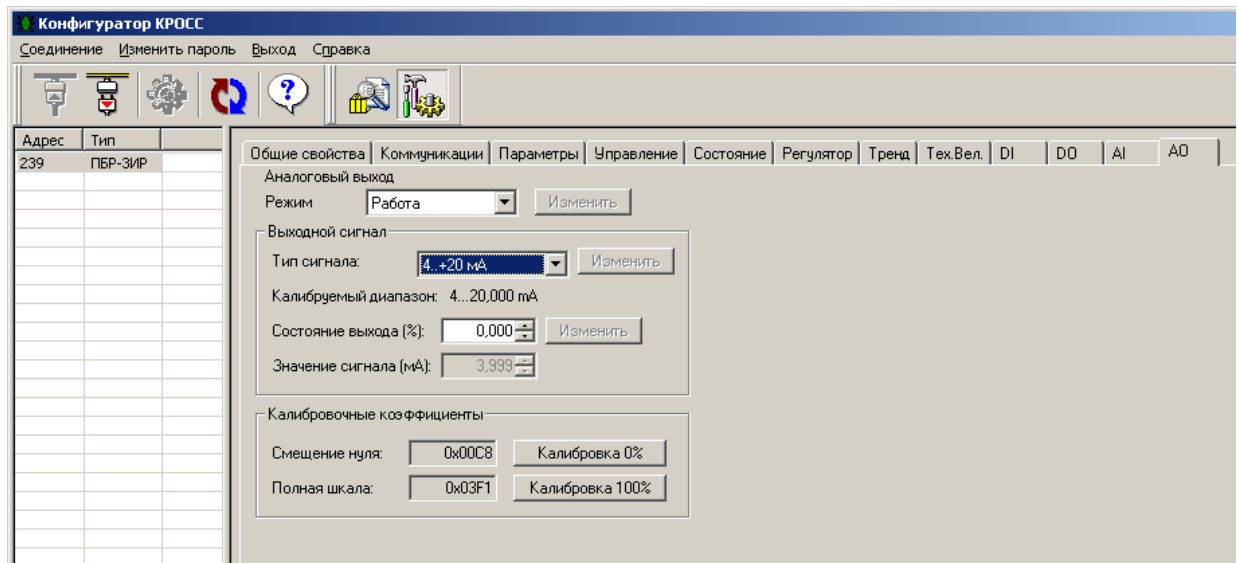 Конфигуратор КРОСС
Соединение Изменить пароль Выход Справка
?
Адрес Тип
239 ПБР-ЗИР
Общие свойства Коммуникации Параметры Управление Состояние Регулятор Тренд Тех.Вел. DI DO AI AO
Аналоговый выход
Режим Работа Изменить
Выходной сигнал
Тип сигнала: 4..+20 мА Изменить
Калибруемый диапазон: 4...20,000 mA
Состояние выхода (%): 0,000 Изменить
Значение сигнала (мА): 3,999
Калибровочные коэффициенты
Смещение нуля: 0x00C8 Калибровка 0%
Полная шкала: 0x03F1 Калибровка 100%